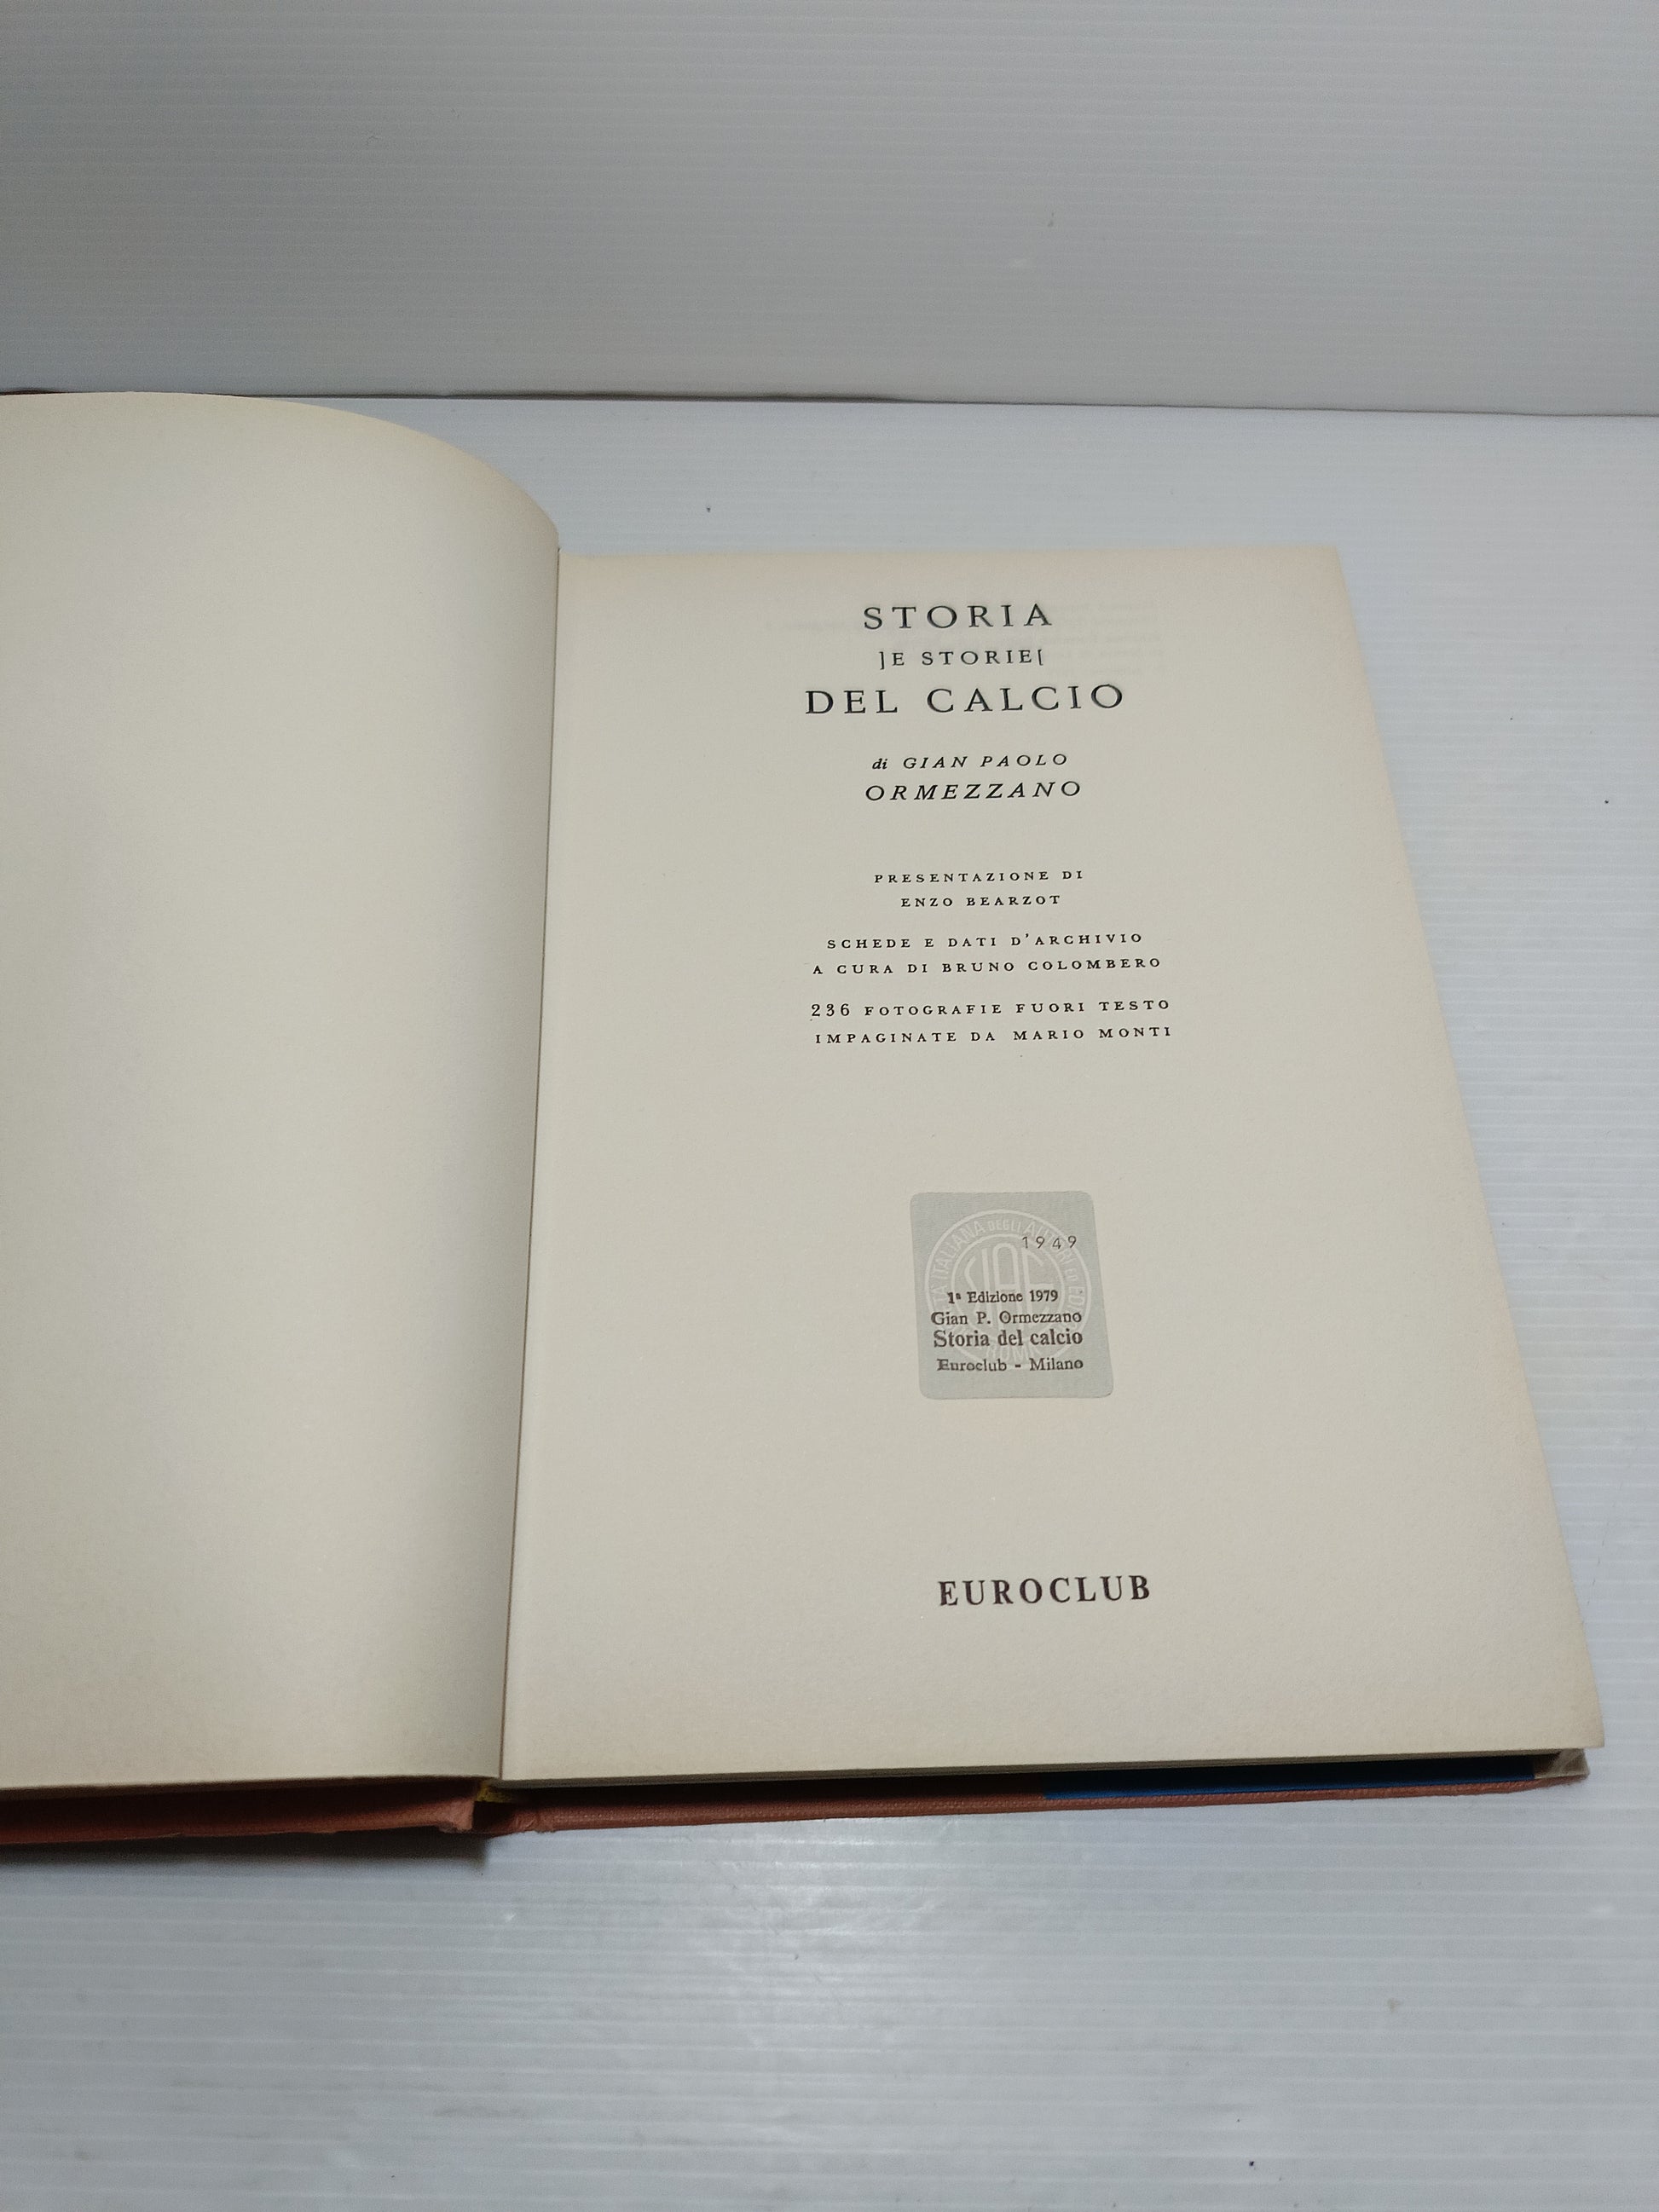 STORIA
]E STORIE[
DEL CALCIO
di GIAN PAOLO
ORMEZZANO
PRESENTAZIONE DI
ENZO BEARZOT
SCHEDE E DATI D'ARCHIVIO
A CURA DI BRUNO COLOMBERO
236 FOTOGRAFIE FUORI TESTO
IMPAGINATE DA MARIO MONTI
1949
1ª Edizione 1979
Gian P. Ormezzano
Storia del calcio
Euroclub - Milano
EUROCLUB